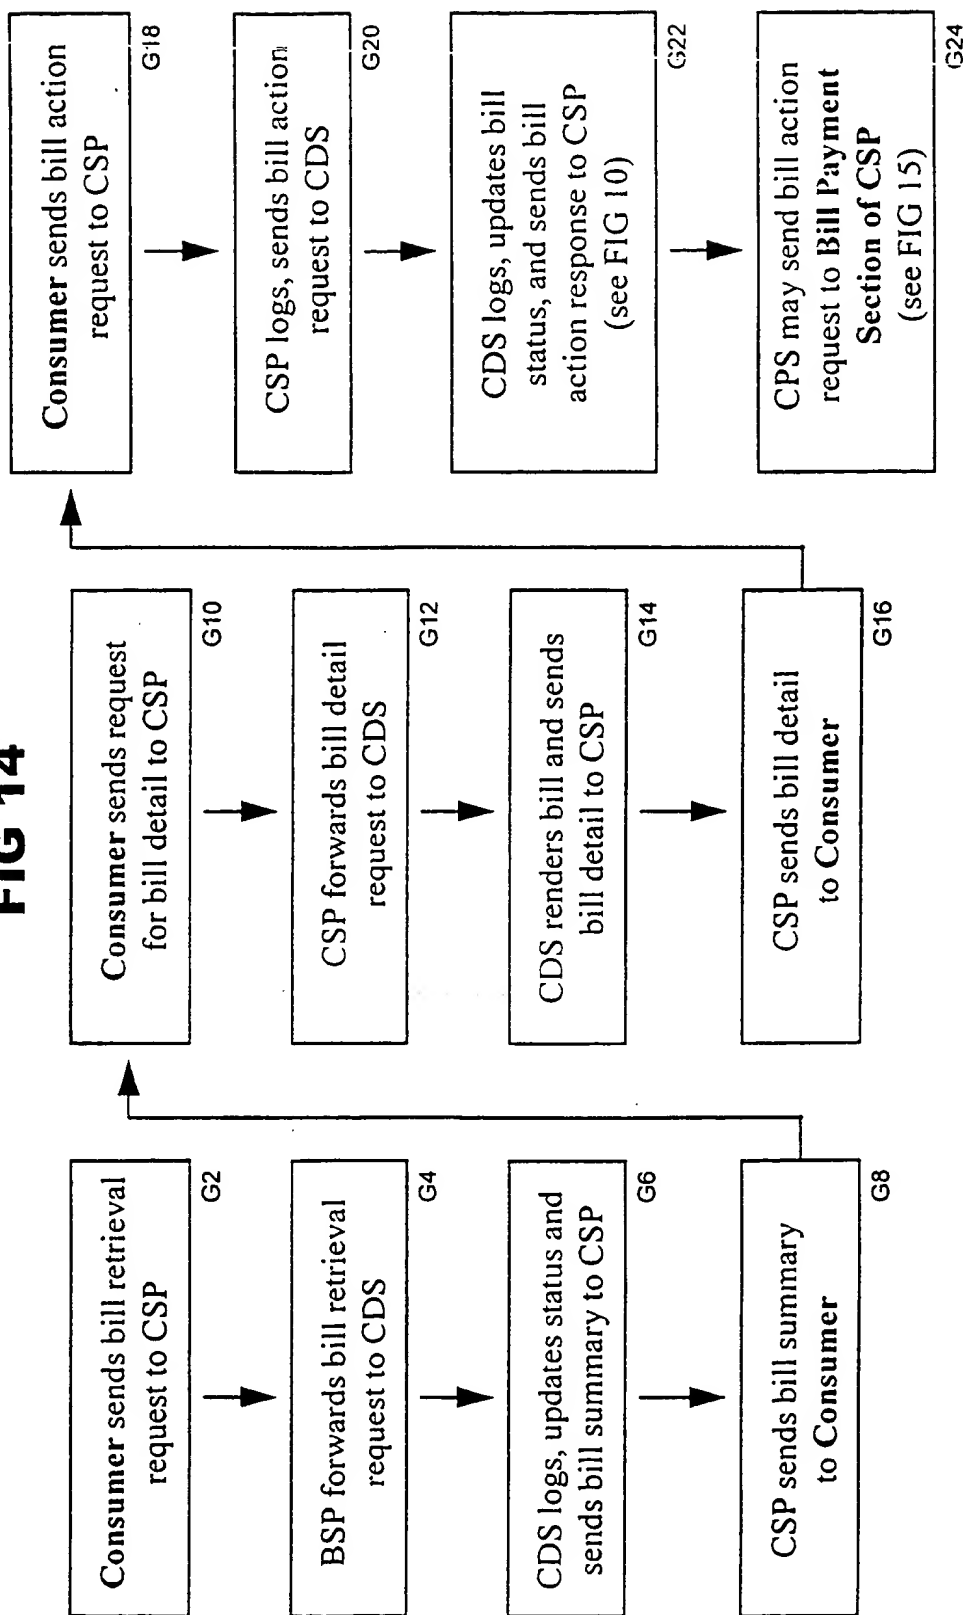 FIG 14
Consumer sends bill retrieval
request to CSP
G2
BSP forwards bill retrieval
request to CDS
G4
CDS logs, updates status and
sends bill summary to CSP
G6
CSP sends bill summary
to Consumer
G8
Consumer sends request
for bill detail to CSP
G10
CSP forwards bill detail
request to CDS
G12
CDS renders bill and sends
bill detail to CSP
G14
CSP sends bill detail
to Consumer
G16
Consumer sends bill action
request to CSP
G18
CSP logs, sends bill action
request to CDS
G20
CDS logs, updates bill
status, and sends bill
action response to CSP
(see FIG 10)
G22
CPS may send bill action
request to Bill Payment
Section of CSP
(see FIG 15)
G24